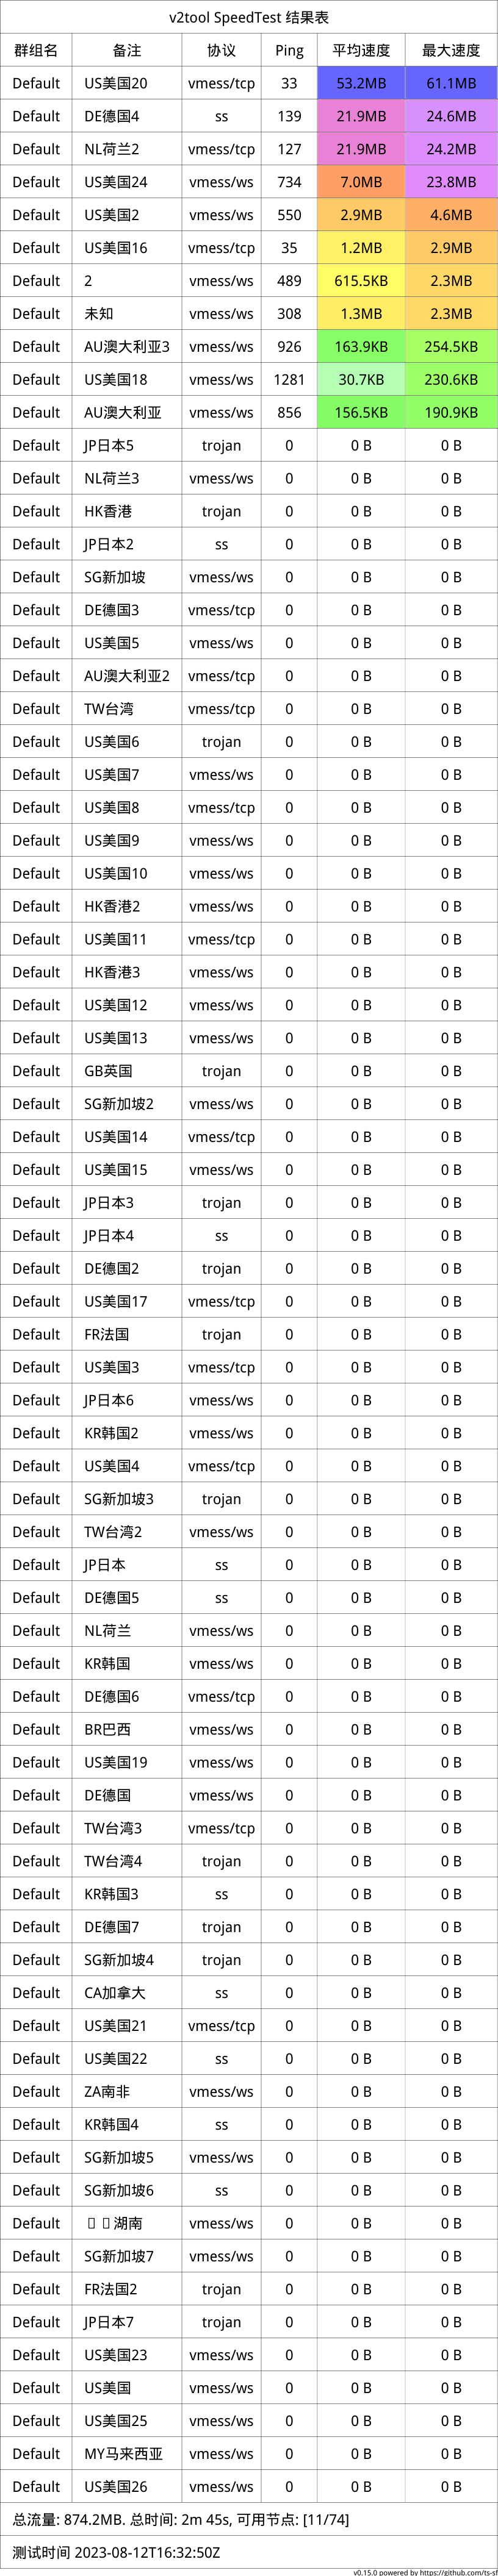 v2tool SpeedTest 结果表
群组名 备注 协议 Ping 平均速度 最大速度
Default US美国20 vmess/tcp 33 53.2MB 61.1MB
Default DE德国4 ss 139 21.9MB 24.6MB
Default NL荷兰2 vmess/tcp 127 21.9MB 24.2MB
Default US美国24 vmess/ws 734 7.0MB 23.8MB
Default US美国2 vmess/ws 550 2.9MB 4.6MB
Default US美国16 vmess/tcp 35 1.2MB 2.9MB
Default 2 vmess/ws 489 615.5KB 2.3MB
Default 未知 vmess/ws 308 1.3MB 2.3MB
Default AU澳大利亚3 vmess/ws 926 163.9KB 254.5KB
Default US美国18 vmess/ws 1281 30.7KB 230.6KB
Default AU澳大利亚 vmess/ws 856 156.5KB 190.9KB
Default JP日本5 trojan 0 0 B 0 B
Default NL荷兰3 vmess/ws 0 0 B 0 B
Default HK香港 trojan 0 0 B 0 B
Default JP日本2 ss 0 0 B 0 B
Default SG新加坡 vmess/ws 0 0 B 0 B
Default DE德国3 vmess/tcp 0 0 B 0 B
Default US美国5 vmess/ws 0 0 B 0 B
Default AU澳大利亚2 vmess/tcp 0 0 B 0 B
Default TW台湾 vmess/tcp 0 0 B 0 B
Default US美国6 trojan 0 0 B 0 B
Default US美国7 vmess/ws 0 0 B 0 B
Default US美国8 vmess/tcp 0 0 B 0 B
Default US美国9 vmess/ws 0 0 B 0 B
Default US美国10 vmess/ws 0 0 B 0 B
Default HK香港2 vmess/ws 0 0 B 0 B
Default US美国11 vmess/tcp 0 0 B 0 B
Default HK香港3 vmess/ws 0 0 B 0 B
Default US美国12 vmess/ws 0 0 B 0 B
Default US美国13 vmess/ws 0 0 B 0 B
Default GB英国 trojan 0 0 B 0 B
Default SG新加坡2 vmess/ws 0 0 B 0 B
Default US美国14 vmess/tcp 0 0 B 0 B
Default US美国15 vmess/ws 0 0 B 0 B
Default JP日本3 trojan 0 0 B 0 B
Default JP日本4 ss 0 0 B 0 B
Default DE德国2 trojan 0 0 B 0 B
Default US美国17 vmess/tcp 0 0 B 0 B
Default FR法国 trojan 0 0 B 0 B
Default US美国3 vmess/tcp 0 0 B 0 B
Default JP日本6 vmess/ws 0 0 B 0 B
Default KR韩国2 vmess/ws 0 0 B 0 B
Default US美国4 vmess/tcp 0 0 B 0 B
Default SG新加坡3 trojan 0 0 B 0 B
Default TW台湾2 vmess/ws 0 0 B 0 B
Default JP日本 ss 0 0 B 0 B
Default DE德国5 ss 0 0 B 0 B
Default NL荷兰 vmess/ws 0 0 B 0 B
Default KR韩国 vmess/ws 0 0 B 0 B
Default DE德国6 vmess/tcp 0 0 B 0 B
Default BR巴西 vmess/ws 0 0 B 0 B
Default US美国19 vmess/ws 0 0 B 0 B
Default DE德国 vmess/ws 0 0 B 0 B
Default TW台湾3 vmess/tcp 0 0 B 0 B
Default TW台湾4 trojan 0 0 B 0 B
Default KR韩国3 ss 0 0 B 0 B
Default DE德国7 trojan 0 0 B 0 B
Default SG新加坡4 trojan 0 0 B 0 B
Default CA加拿大 ss 0 0 B 0 B
Default US美国21 vmess/tcp 0 0 B 0 B
Default US美国22 ss 0 0 B 0 B
Default ZA南非 vmess/ws 0 0 B 0 B
Default KR韩国4 ss 0 0 B 0 B
Default SG新加坡5 vmess/ws 0 0 B 0 B
Default SG新加坡6 ss 0 0 B 0 B
Default 湖南 vmess/ws 0 0 B 0 B
Default SG新加坡7 vmess/ws 0 0 B 0 B
Default FR法国2 trojan 0 0 B 0 B
Default JP日本7 trojan 0 0 B 0 B
Default US美国23 vmess/ws 0 0 B 0 B
Default US美国 vmess/ws 0 0 B 0 B
Default US美国25 vmess/ws 0 0 B 0 B
Default MY马来西亚 vmess/ws 0 0 B 0 B
Default US美国26 vmess/ws 0 0 B 0 B
总流量: 874.2MB. 总时间: 2m 45s, 可用节点: [11/74]
测试时间 2023-08-12T16:32:50Z
v0.15.0 powered by https://github.com/ts-sf